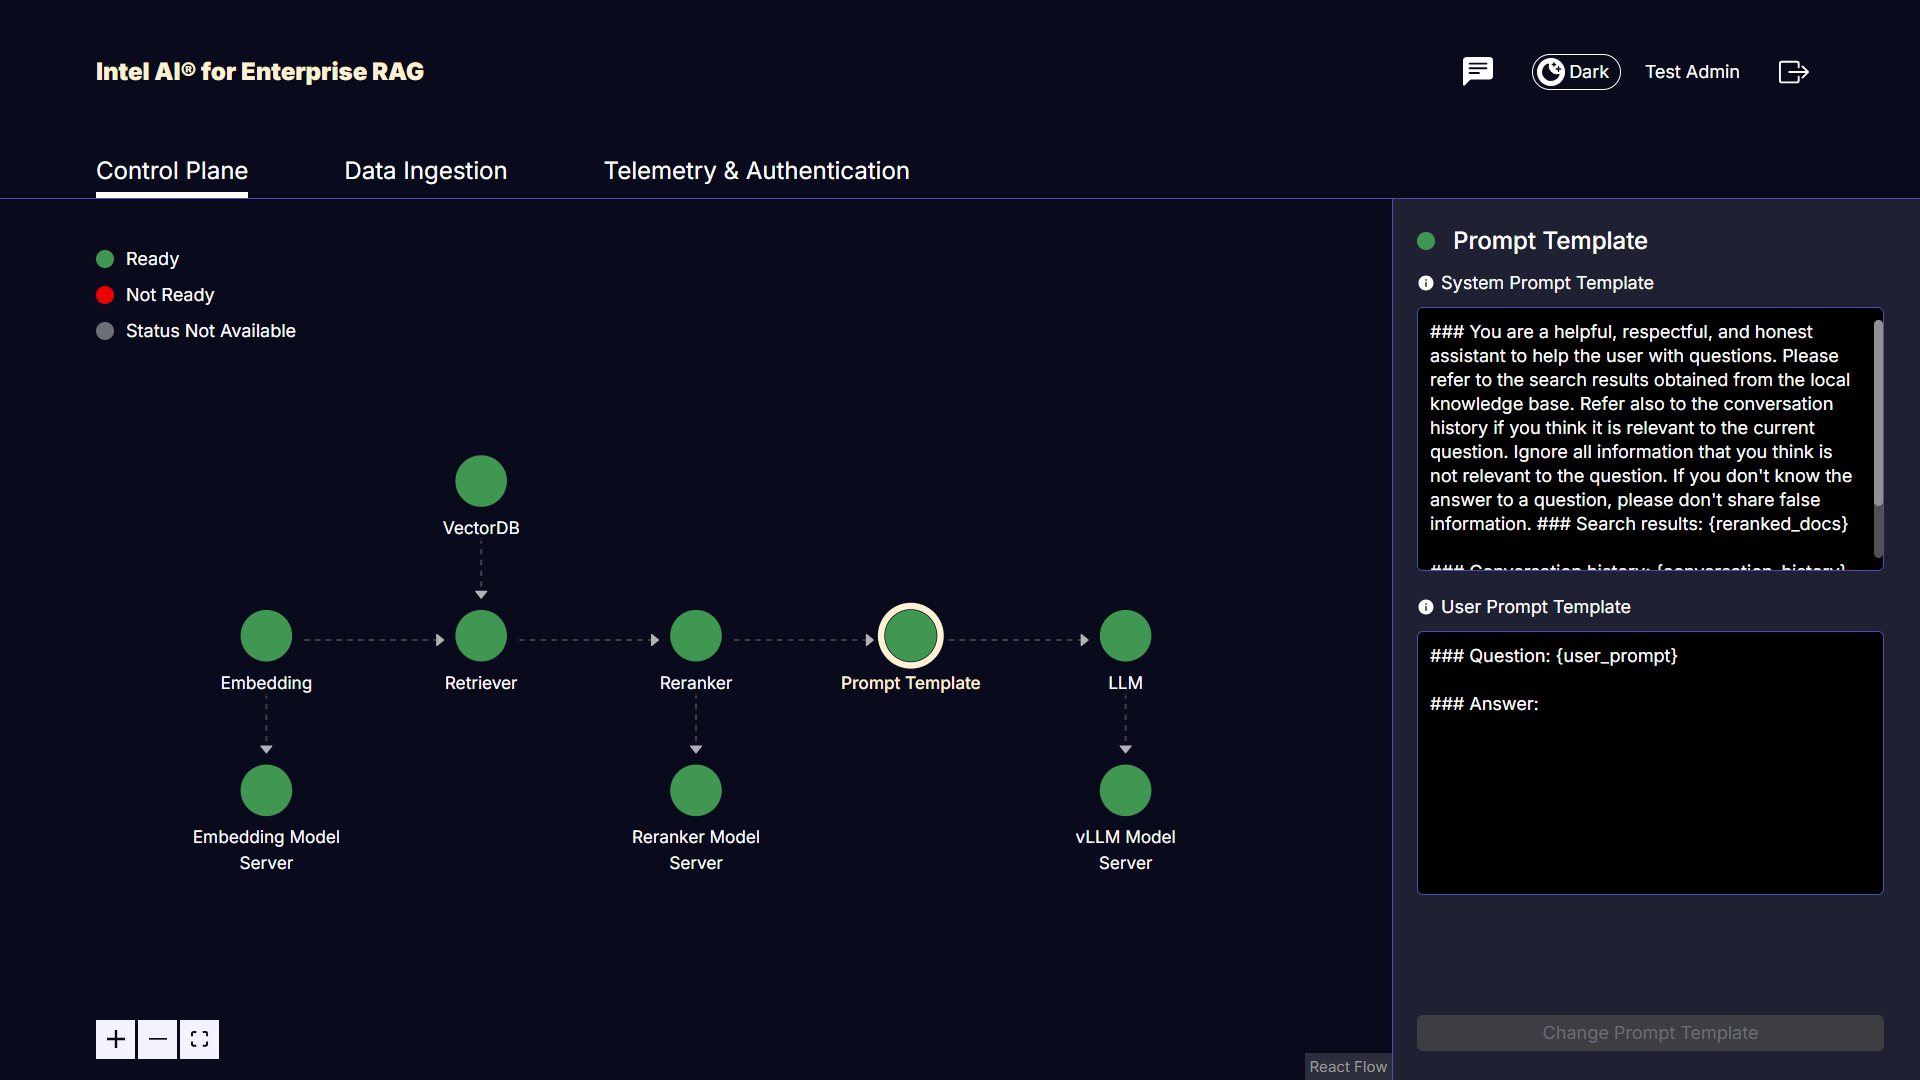 Intel AI® for Enterprise RAG
Dark
Test Admin
Control Plane
Data Ingestion
Telemetry & Authentication
Ready
Not Ready
Status Not Available
VectorDB
Embedding
Retriever
Reranker
Prompt Template
LLM
Embedding Model
Server
Reranker Model
Server
vLLM Model
Server
React Flow
Prompt Template
System Prompt Template
### You are a helpful, respectful, and honest
assistant to help the user with questions. Please
refer to the search results obtained from the local
knowledge base. Refer also to the conversation
history if you think it is relevant to the current
question. Ignore all information that you think is
not relevant to the question. If you don't know the
answer to a question, please don't share false
information. ### Search results: {reranked_docs}
### Conversation history: {conversation_history}
User Prompt Template
### Question: {user_prompt}
### Answer:
Change Prompt Template